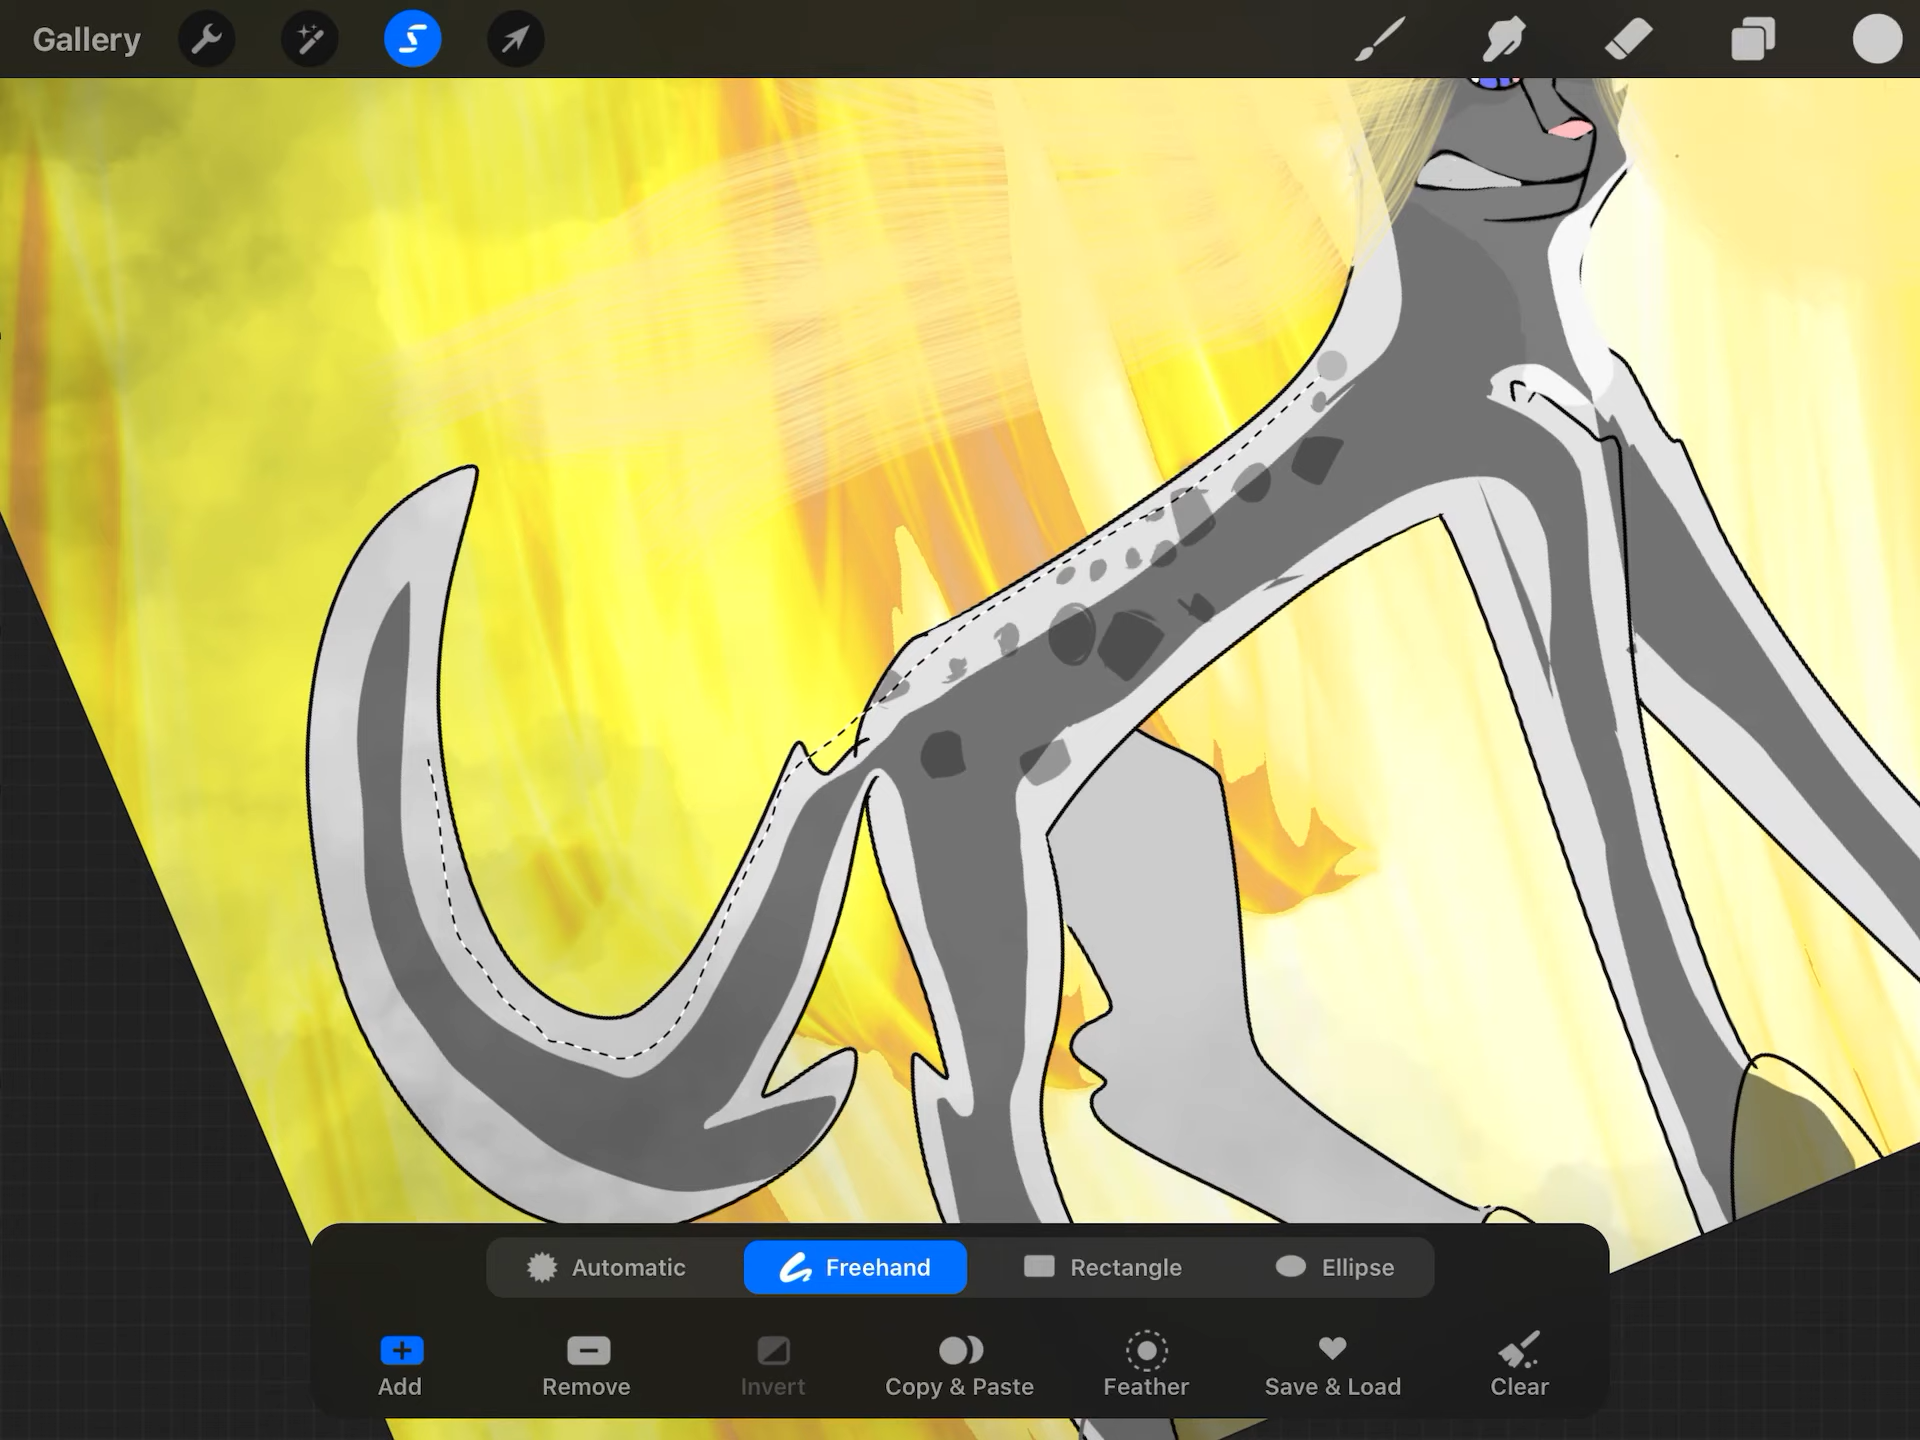 Gallery
Automatic
Freehand
Rectangle
Ellipse
Add
Remove
Invert
Copy & Paste
Feather
Save & Load
Clear